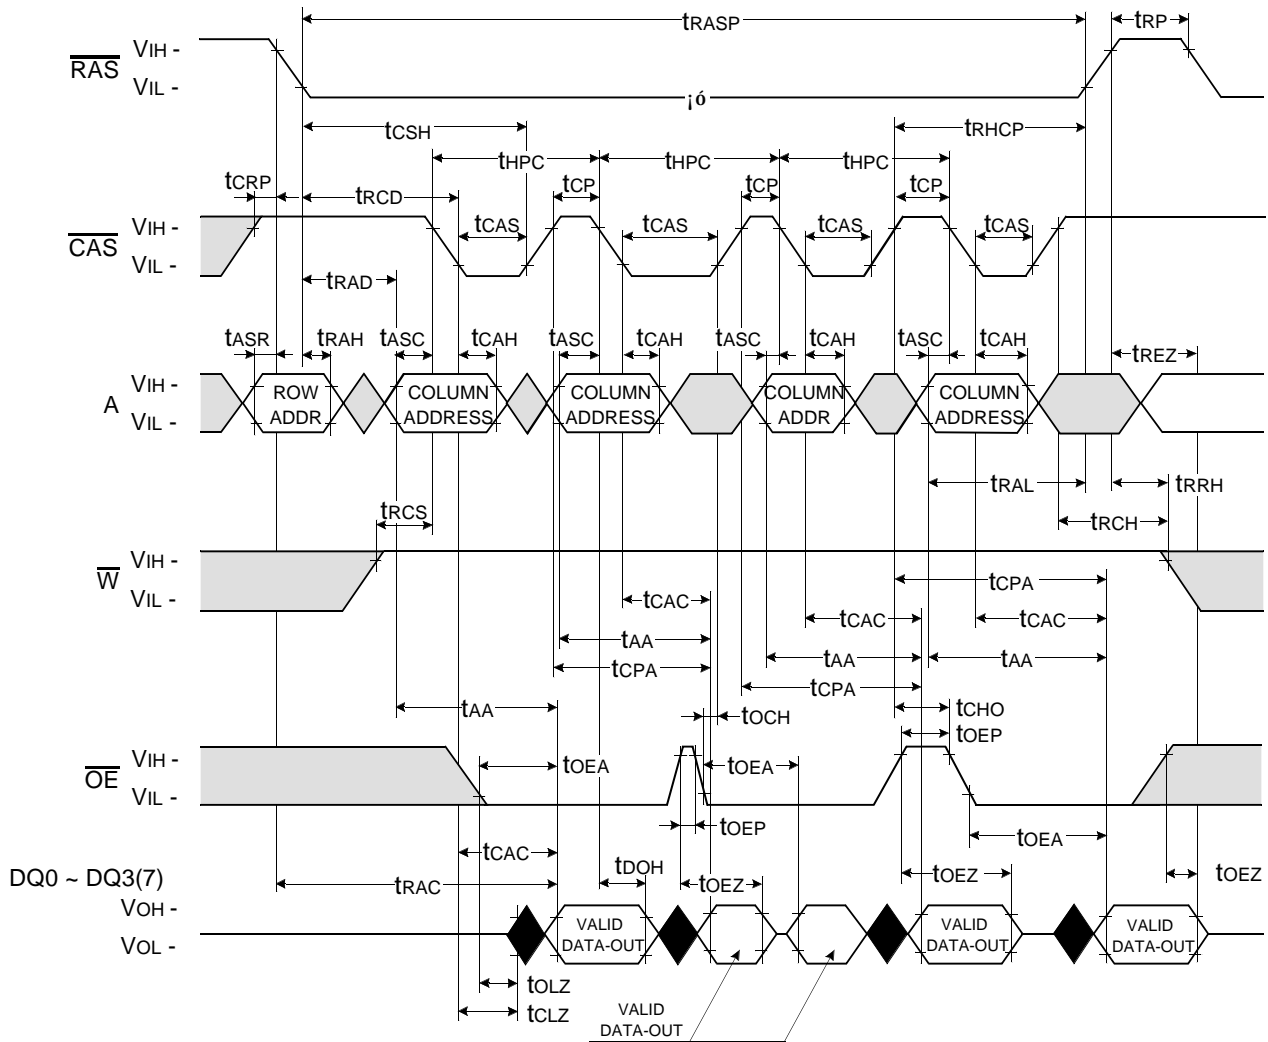 tRASP tRP
VIH -
RAS
VIL -
¡ó
tCSH tRHCP
tHPC tHPC tHPC
tCRP tRCD tCP tCP tCP
VIH -
CAS tCAS tCAS tCAS tCAS
VIL -
tRAD
tASR tRAH tASC tCAH tASC tCAH tASC tCAH tASC tCAH
tREZ
VIH - ROW COLUMN COLUMN COLUMN COLUMN
A
VIL - ADDR ADDRESS ADDRESS ADDR ADDRESS
tRAL tRRH
tRCS tRCH
VIH -
W
VIL -
tCPA
tCAC tCAC tCAC
tAA tAA tAA
tCPA tCPA
tAA tOCH tCHO
tOEP
VIH -
OE tOEA tOEA
VIL -
tOEP tOEA
tCAC tDOH
DQ0 ~ DQ3(7) tRAC tOEZ tOEZ tOEZ
VOH -
VALID VALID VALID
VOL - DATA-OUT DATA-OUT DATA-OUT
tOLZ
tCLZ
VALID
DATA-OUT